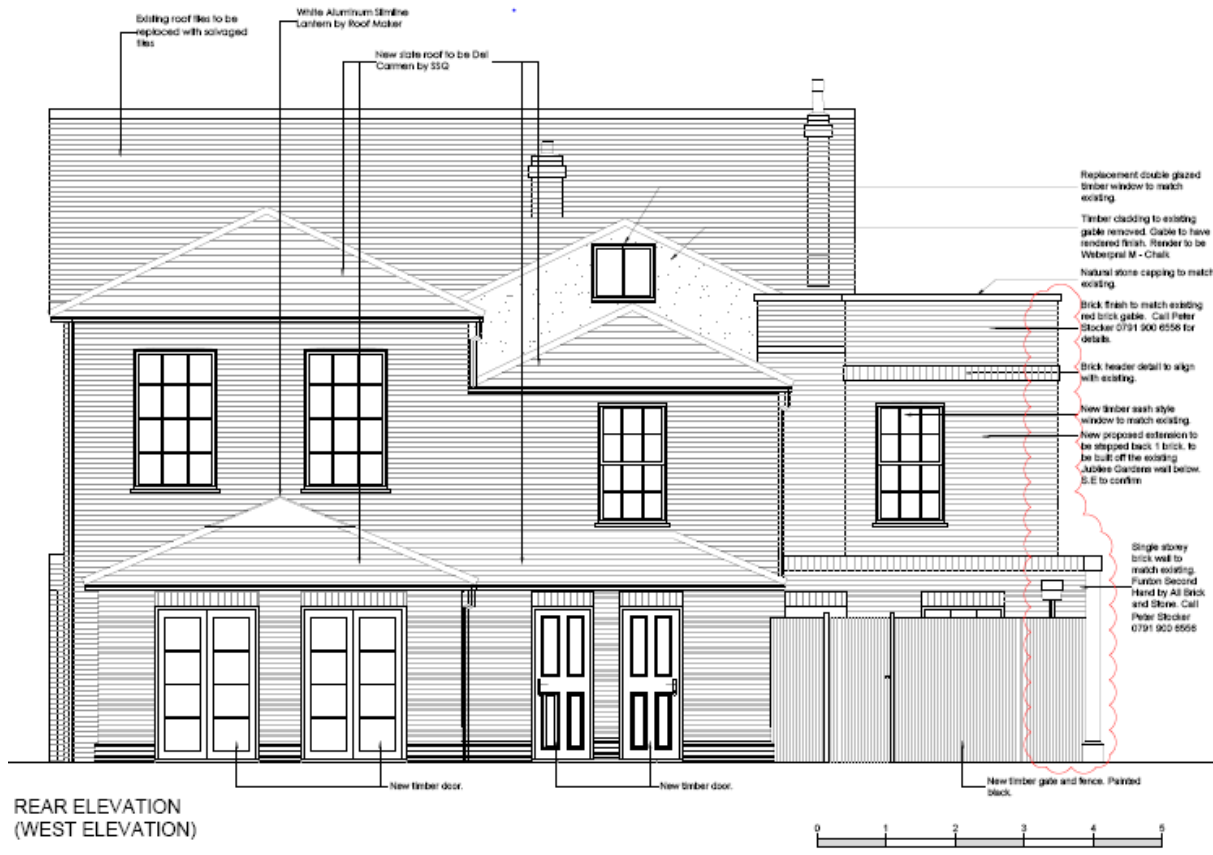 Existing roof tiles to be
replaced with salvaged
tiles
White Aluminum Slimline
Lantern by Roof Maker
New slate roof to be Del
Carmen by SSQ
Replacement double glazed
timber window to match
existing.
Timber cladding to existing
gable removed. Gable to have
rendered finish. Render to be
Weberpral M - Chalk
Natural stone capping to match
existing.
Brick finish to match existing
red brick gable. Call Peter
Stocker 0791 900 6556 for
details.
Brick header detail to align
with existing.
New timber sash style
window to match existing.
New proposed extension to
be stepped back 1 brick. to
be built off the existing
Jubilee Gardens wall below.
S.E to confirm
Single storey
brick wall to
match existing.
Funton Second
Hand by All Brick
and Stone. Call
Peter Stocker
0791 900 6556
New timber door.
New timber door.
New timber gate and fence. Painted
black.
REAR ELEVATION
(WEST ELEVATION)
0 1 2 3 4 5